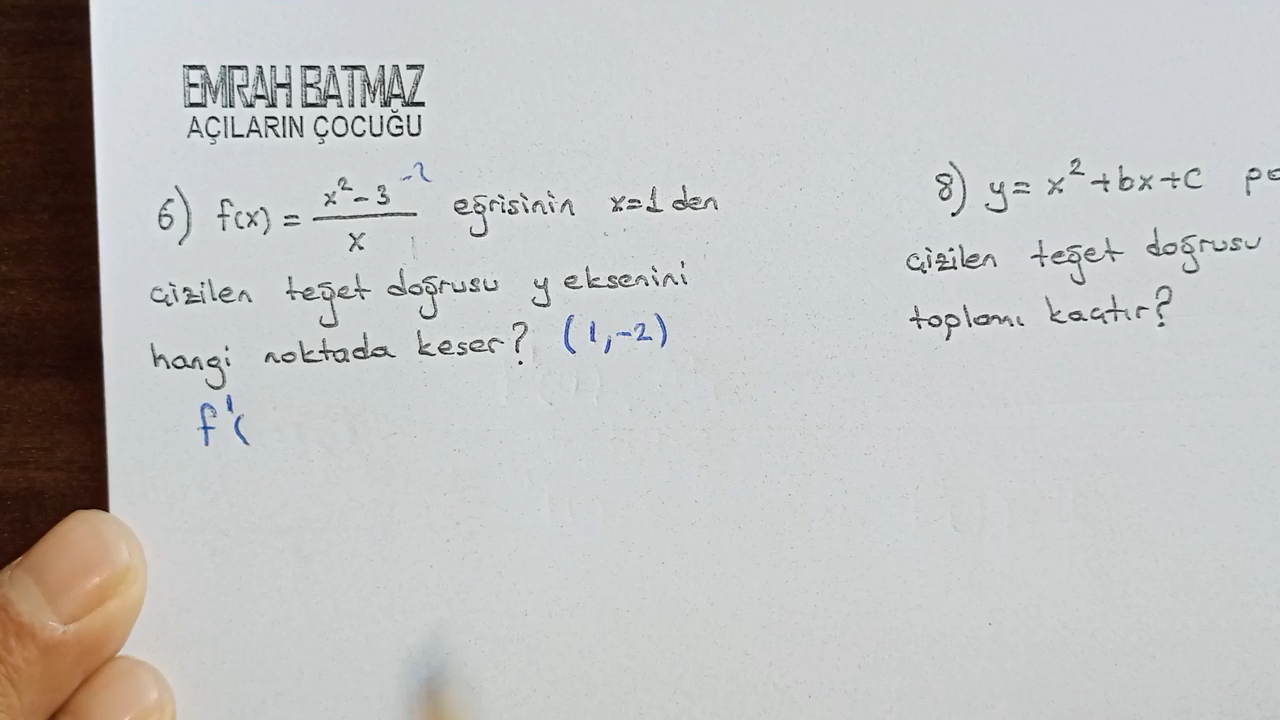 EMRAH BATMAZ
AÇILARIN ÇOCUĞU
6) f(x) = (x² - 3)/x eğrisinin x=1 den
-2
çizilen teğet doğrusu y eksenini
hangi noktada keser? (1,-2)
f'(
8) y = x² + bx + c
çizilen teğet doğrusu
toplamı kaçtır?